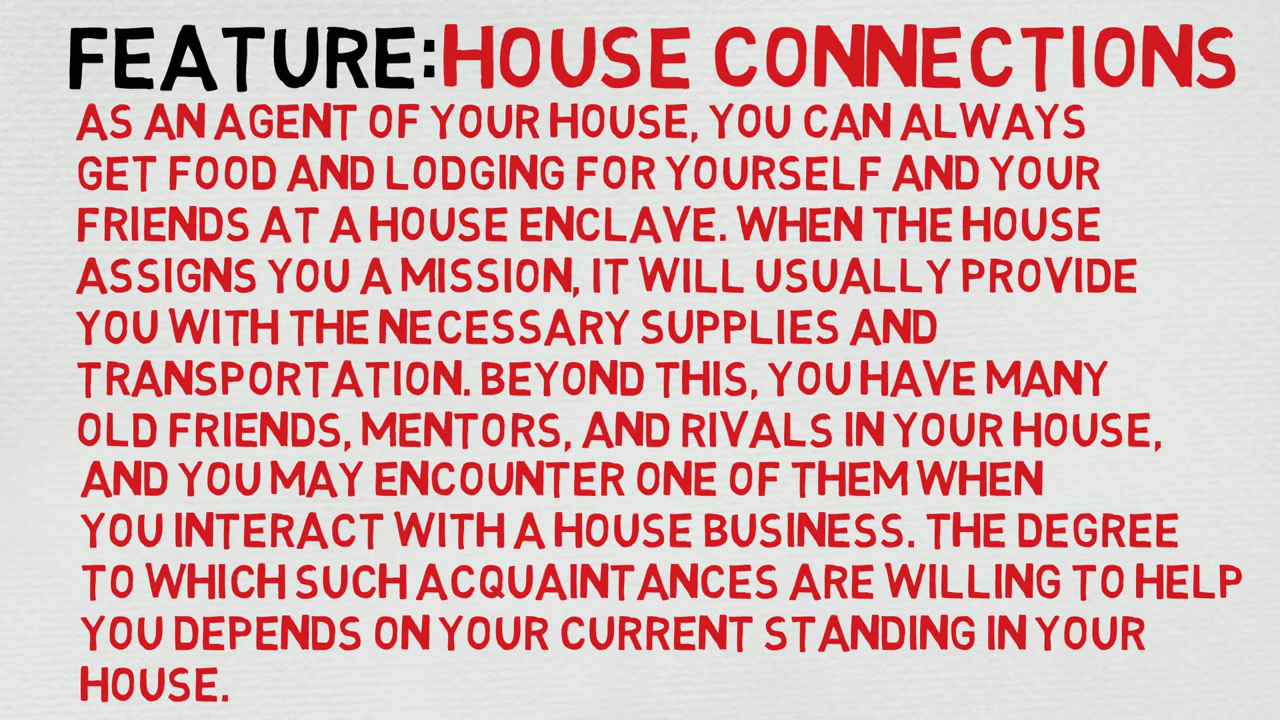 FEATURE:HOUSE CONNECTIONS
AS AN AGENT OF YOUR HOUSE, YOU CAN ALWAYS
GET FOOD AND LODGING FOR YOURSELF AND YOUR
FRIENDS AT A HOUSE ENCLAVE. WHEN THE HOUSE
ASSIGNS YOU A MISSION, IT WILL USUALLY PROVIDE
YOU WITH THE NECESSARY SUPPLIES AND
TRANSPORTATION. BEYOND THIS, YOU HAVE MANY
OLD FRIENDS, MENTORS, AND RIVALS IN YOUR HOUSE,
AND YOU MAY ENCOUNTER ONE OF THEM WHEN
YOU INTERACT WITH A HOUSE BUSINESS. THE DEGREE
TO WHICH SUCH ACQUAINTANCES ARE WILLING TO HELP
YOU DEPENDS ON YOUR CURRENT STANDING IN YOUR
HOUSE.